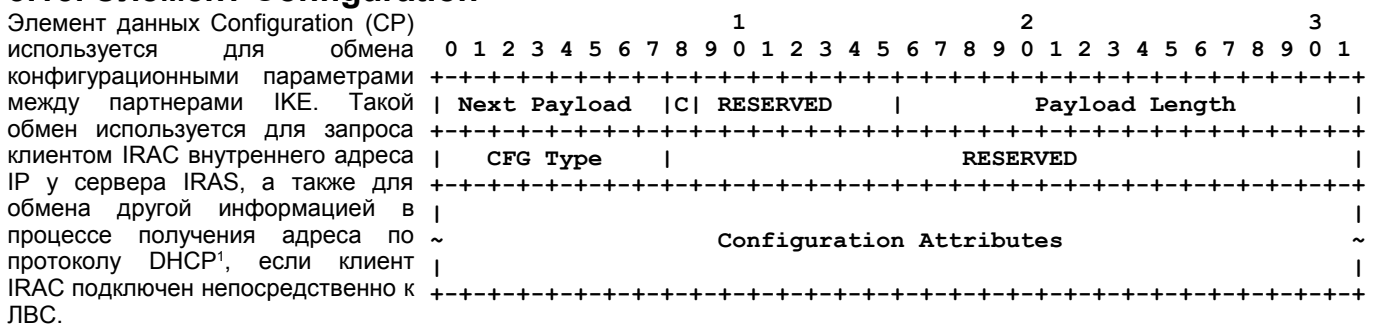 Элемент Configuration
Элемент данных Configuration (CP)
используется для обмена
конфигурационными параметрами
между партнерами IKE. Такой
обмен используется для запроса
клиентом IRAC внутреннего адреса
IP у сервера IRAS, а также для
обмена другой информацией в
процессе получения адреса по
протоколу DHCP¹, если клиент
IRAC подключен непосредственно к
ЛВС.
                     1                   2                   3
 0 1 2 3 4 5 6 7 8 9 0 1 2 3 4 5 6 7 8 9 0 1 2 3 4 5 6 7 8 9 0 1
+-+-+-+-+-+-+-+-+-+-+-+-+-+-+-+-+-+-+-+-+-+-+-+-+-+-+-+-+-+-+-+-+
| Next Payload  |C| RESERVED    |         Payload Length        |
+-+-+-+-+-+-+-+-+-+-+-+-+-+-+-+-+-+-+-+-+-+-+-+-+-+-+-+-+-+-+-+-+
|   CFG Type    |                    RESERVED                   |
+-+-+-+-+-+-+-+-+-+-+-+-+-+-+-+-+-+-+-+-+-+-+-+-+-+-+-+-+-+-+-+-+
|                                                               |
~                   Configuration Attributes                    ~
|                                                               |
+-+-+-+-+-+-+-+-+-+-+-+-+-+-+-+-+-+-+-+-+-+-+-+-+-+-+-+-+-+-+-+-+